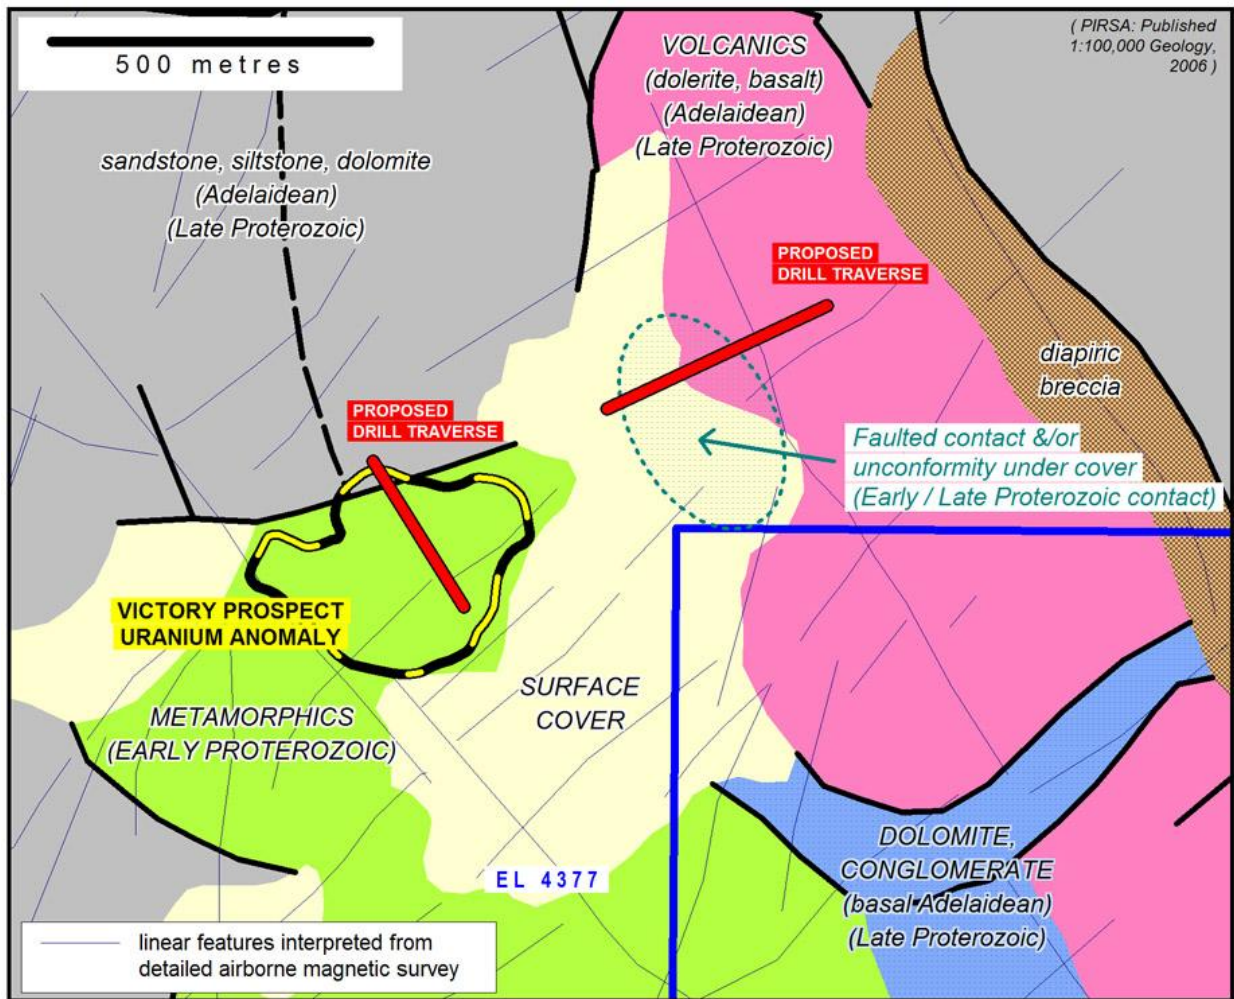 500 metres
( PIRSA: Published
1:100,000 Geology,
2006 )
VOLCANICS
(dolerite, basalt)
(Adelaidean)
(Late Proterozoic)
sandstone, siltstone, dolomite
(Adelaidean)
(Late Proterozoic)
PROPOSED
DRILL TRAVERSE
diapiric
breccia
PROPOSED
DRILL TRAVERSE
Faulted contact &/or
unconformity under cover
(Early / Late Proterozoic contact)
VICTORY PROSPECT
URANIUM ANOMALY
SURFACE
COVER
METAMORPHICS
(EARLY PROTEROZOIC)
DOLOMITE,
CONGLOMERATE
(basal Adelaidean)
(Late Proterozoic)
EL 4377
linear features interpreted from
detailed airborne magnetic survey